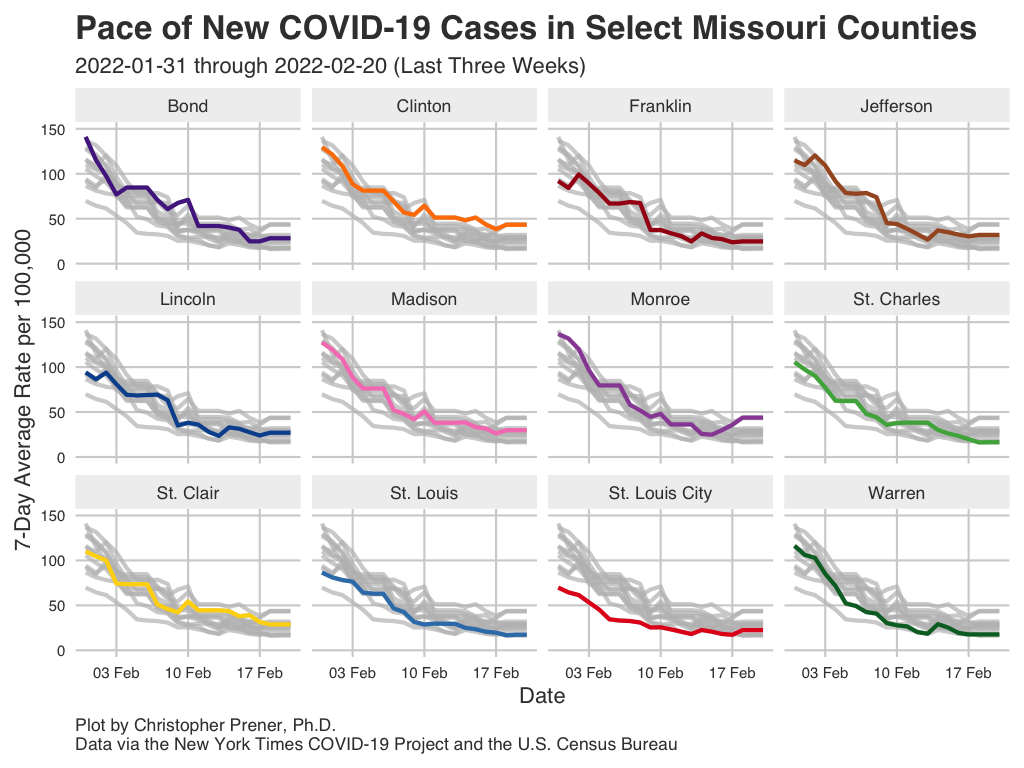 Pace of New COVID-19 Cases in Select Missouri Counties
2022-01-31 through 2022-02-20 (Last Three Weeks)
Bond Clinton Franklin Jefferson
150
100
50
0
Lincoln Madison Monroe St. Charles
150
100
50
0
St. Clair St. Louis St. Louis City Warren
150
100
50
0
7-Day Average Rate per 100,000
03 Feb 10 Feb 17 Feb 03 Feb 10 Feb 17 Feb 03 Feb 10 Feb 17 Feb 03 Feb 10 Feb 17 Feb
Date
Plot by Christopher Prener, Ph.D.
Data via the New York Times COVID-19 Project and the U.S. Census Bureau